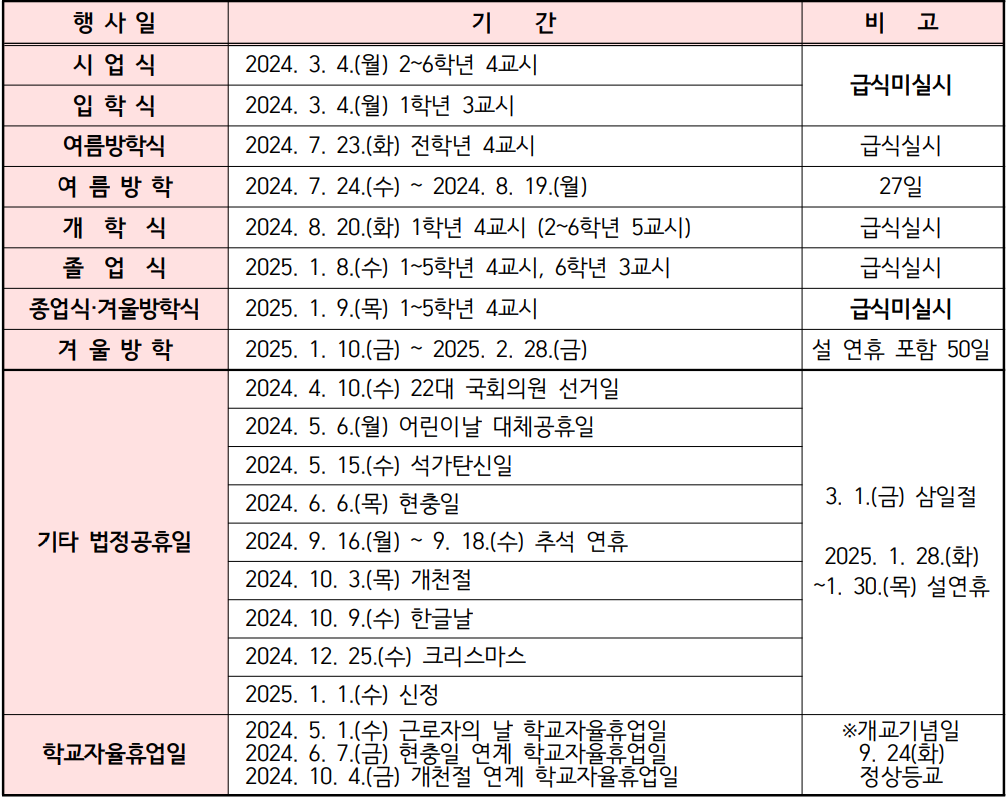 행 사 일 기 간 비 고
시 업 식 2024. 3. 4.(월) 2~6학년 4교시
급식미실시
입 학 식 2024. 3. 4.(월) 1학년 3교시
여름방학식 2024. 7. 23.(화) 전학년 4교시 급식실시
여 름 방 학 2024. 7. 24.(수) ~ 2024. 8. 19.(월) 27일
개 학 식 2024. 8. 20.(화) 1학년 4교시 (2~6학년 5교시) 급식실시
졸 업 식 2025. 1. 8.(수) 1~5학년 4교시, 6학년 3교시 급식실시
종업식·겨울방학식 2025. 1. 9.(목) 1~5학년 4교시 급식미실시
겨 울 방 학 2025. 1. 10.(금) ~ 2025. 2. 28.(금) 설 연휴 포함 50일
기타 법정공휴일
2024. 4. 10.(수) 22대 국회의원 선거일
2024. 5. 6.(월) 어린이날 대체공휴일
2024. 5. 15.(수) 석가탄신일
2024. 6. 6.(목) 현충일
2024. 9. 16.(월) ~ 9. 18.(수) 추석 연휴
2024. 10. 3.(목) 개천절
2024. 10. 9.(수) 한글날
2024. 12. 25.(수) 크리스마스
2025. 1. 1.(수) 신정
3. 1.(금) 삼일절
2025. 1. 28.(화)
~1. 30.(목) 설연휴
학교자율휴업일
2024. 5. 1.(수) 근로자의 날 학교자율휴업일
2024. 6. 7.(금) 현충일 연계 학교자율휴업일
2024. 10. 4.(금) 개천절 연계 학교자율휴업일
※개교기념일
9. 24(화)
정상등교